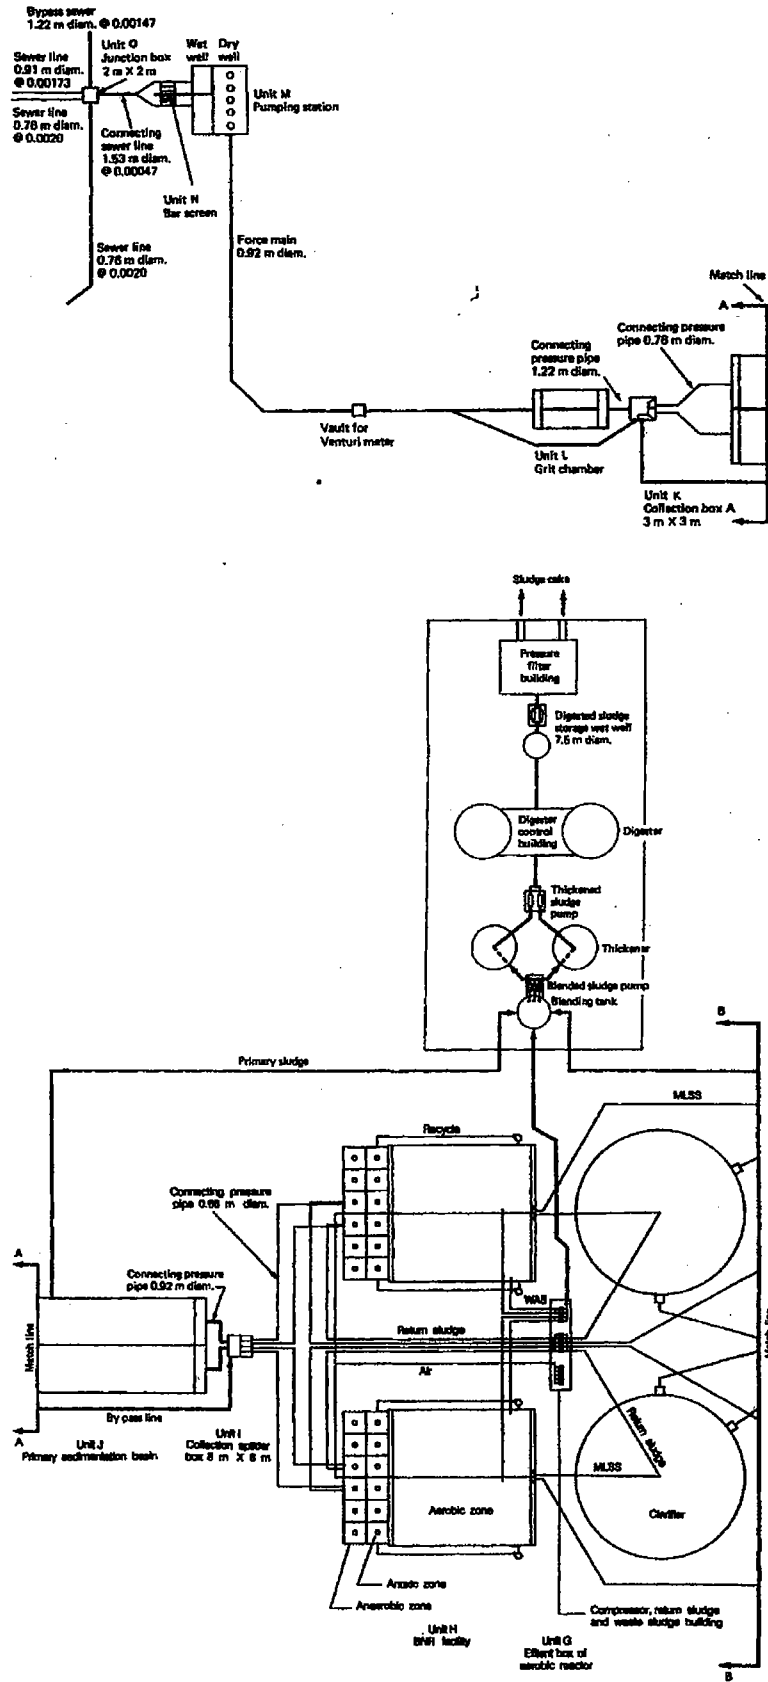 Bypass sewer
1.22 m diam. @ 0.00147
Unit O
Junction box
2 m X 2 m
Sewer line
0.91 m diam.
@ 0.00173
Sewer line
0.76 m diam.
@ 0.0020
Connecting
sewer line
1.53 m diam.
@ 0.00047
Wet
well
Dry
well
Unit M
Pumping station
Unit N
Bar screen
Sewer line
0.76 m diam.
@ 0.0020
Force main
0.92 m diam.
Match line
A
Connecting pressure
pipe 0.76 m diam.
Connecting
pressure pipe
1.22 m diam.
Vault for
Venturi meter
Unit L
Grit chamber
Unit K
Collection box A
3 m X 3 m
A
Sludge cake
Pressure
filter
building
Digested sludge
storage wet well
7.5 m diam.
Digester
control
building
Digester
Thickened
sludge
pump
Thickener
Blended sludge pump
Blending tank
B
Primary sludge
MLSS
Recycle
Connecting pressure
pipe 0.66 m diam.
A
Connecting pressure
pipe 0.92 m diam.
Match line
WAS
Return sludge
Air
By pass line
A
Unit J
Primary sedimentation basin
Unit I
Collection splitter
box
Return sludge
MLSS
Aerobic zone
Clarifier
Anoxic zone
Anaerobic zone
Unit H
BNR facility
Unit G
Effluent box of
aerobic reactor
Compressor, return sludge
and waste sludge building
B